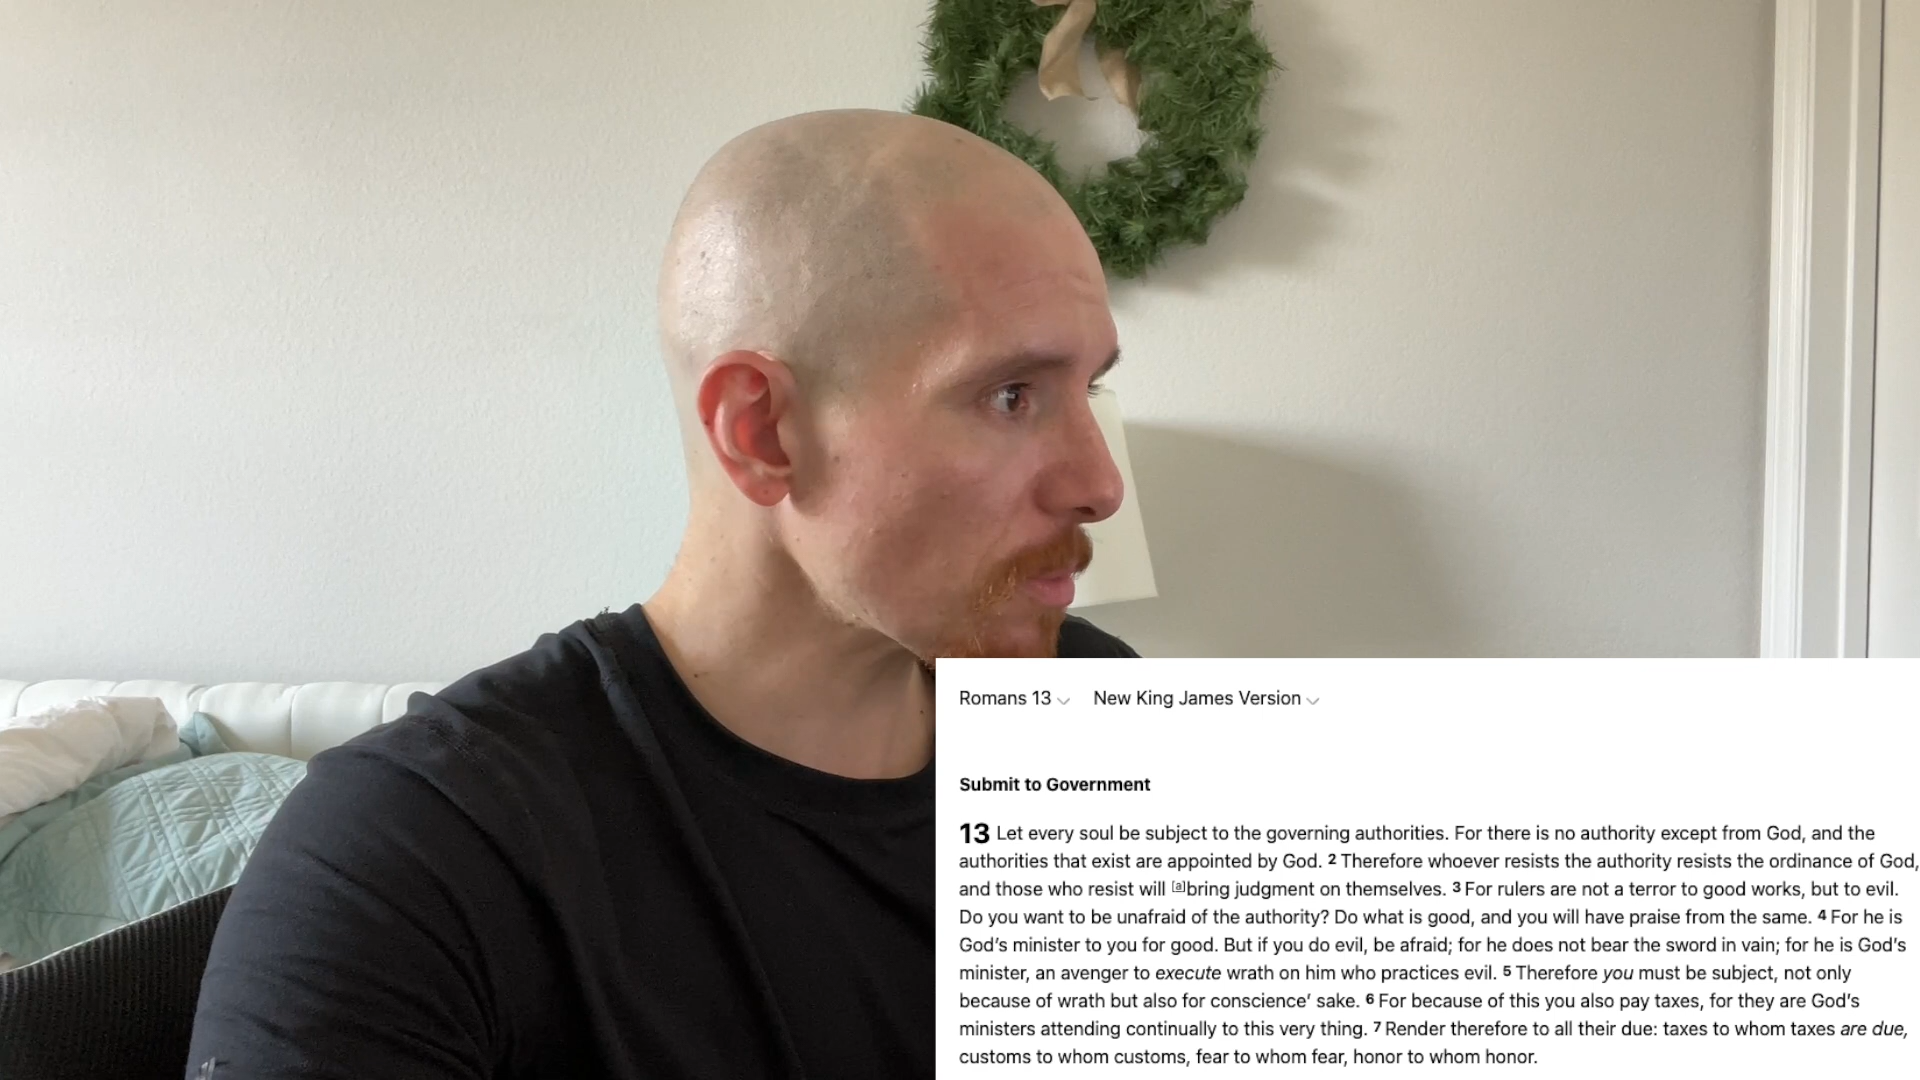 Romans 13 New King James Version
Submit to Government
13 Let every soul be subject to the governing authorities. For there is no authority except from God, and the
authorities that exist are appointed by God. 2 Therefore whoever resists the authority resists the ordinance of God,
and those who resist will [a]bring judgment on themselves. 3 For rulers are not a terror to good works, but to evil.
Do you want to be unafraid of the authority? Do what is good, and you will have praise from the same. 4 For he is
God’s minister to you for good. But if you do evil, be afraid; for he does not bear the sword in vain; for he is God’s
minister, an avenger to execute wrath on him who practices evil. 5 Therefore you must be subject, not only
because of wrath but also for conscience’ sake. 6 For because of this you also pay taxes, for they are God’s
ministers attending continually to this very thing. 7 Render therefore to all their due: taxes to whom taxes are due,
customs to whom customs, fear to whom fear, honor to whom honor.